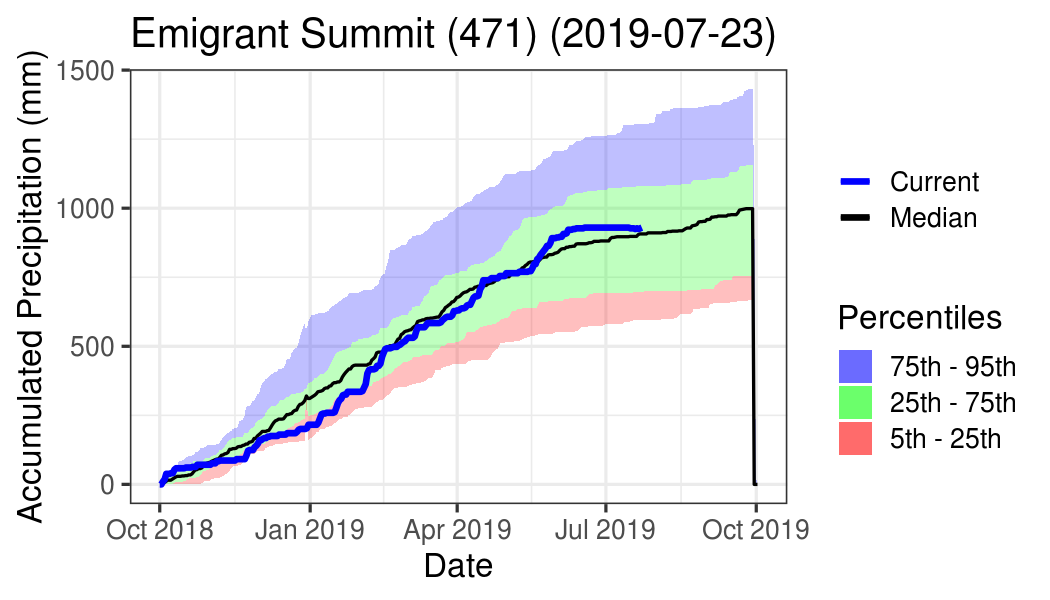 Emigrant Summit (471) (2019-07-23)
Accumulated Precipitation (mm)
1500
1000
500
0
Oct 2018
Jan 2019
Apr 2019
Jul 2019
Oct 2019
Date
Current
Median
Percentiles
75th - 95th
25th - 75th
5th - 25th